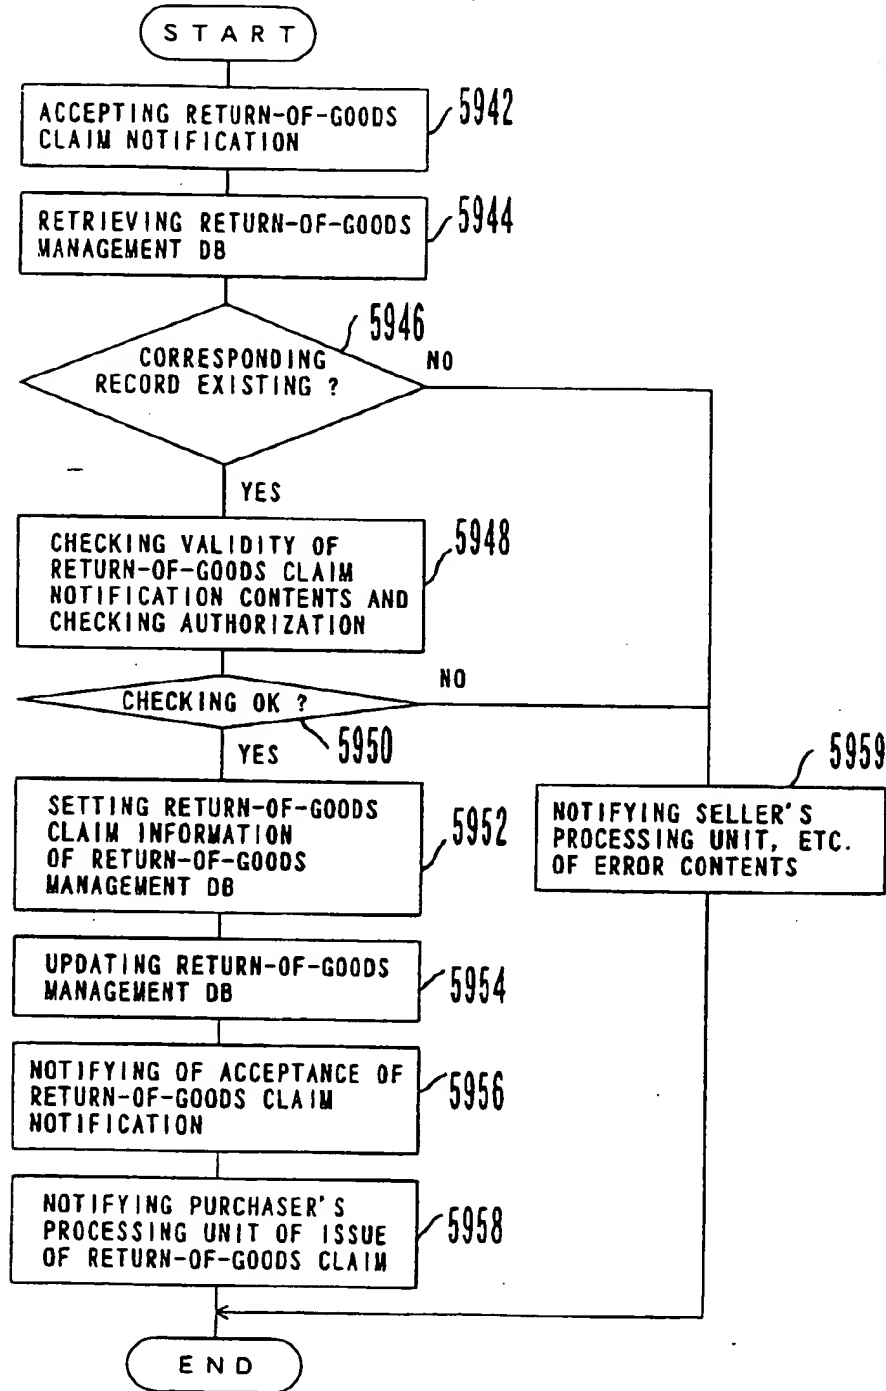 START
ACCEPTING RETURN-OF-GOODS
CLAIM NOTIFICATION
5942
RETRIEVING RETURN-OF-GOODS
MANAGEMENT DB
5944
5946
CORRESPONDING
RECORD EXISTING ?
NO
YES
CHECKING VALIDITY OF
RETURN-OF-GOODS CLAIM
NOTIFICATION CONTENTS AND
CHECKING AUTHORIZATION
5948
CHECKING OK ?
NO
5950
YES
SETTING RETURN-OF-GOODS
CLAIM INFORMATION
OF RETURN-OF-GOODS
MANAGEMENT DB
5952
5959
NOTIFYING SELLER'S
PROCESSING UNIT, ETC.
OF ERROR CONTENTS
UPDATING RETURN-OF-GOODS
MANAGEMENT DB
5954
NOTIFYING OF ACCEPTANCE OF
RETURN-OF-GOODS CLAIM
NOTIFICATION
5956
NOTIFYING PURCHASER'S
PROCESSING UNIT OF ISSUE
OF RETURN-OF-GOODS CLAIM
5958
END